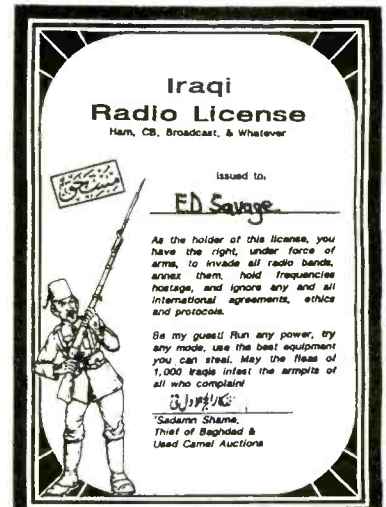 Iraqi
Radio License
Ham, CB, Broadcast, & Whatever
Issued to:
E.D Savage
As the holder of this license, you
have the right, under force of
arms, to invade all radio bands,
annex them, hold frequencies
hostage, and ignore any and all
international agreements, ethics
and protocols.
Be my guest! Run any power, try
any mode, use the best equipment
you can steal. May the fleas of
1,000 Iraqis infest the armpits of
all who complain!
'Sadamn Shame,
Thief of Baghdad &
Used Camel Auctions